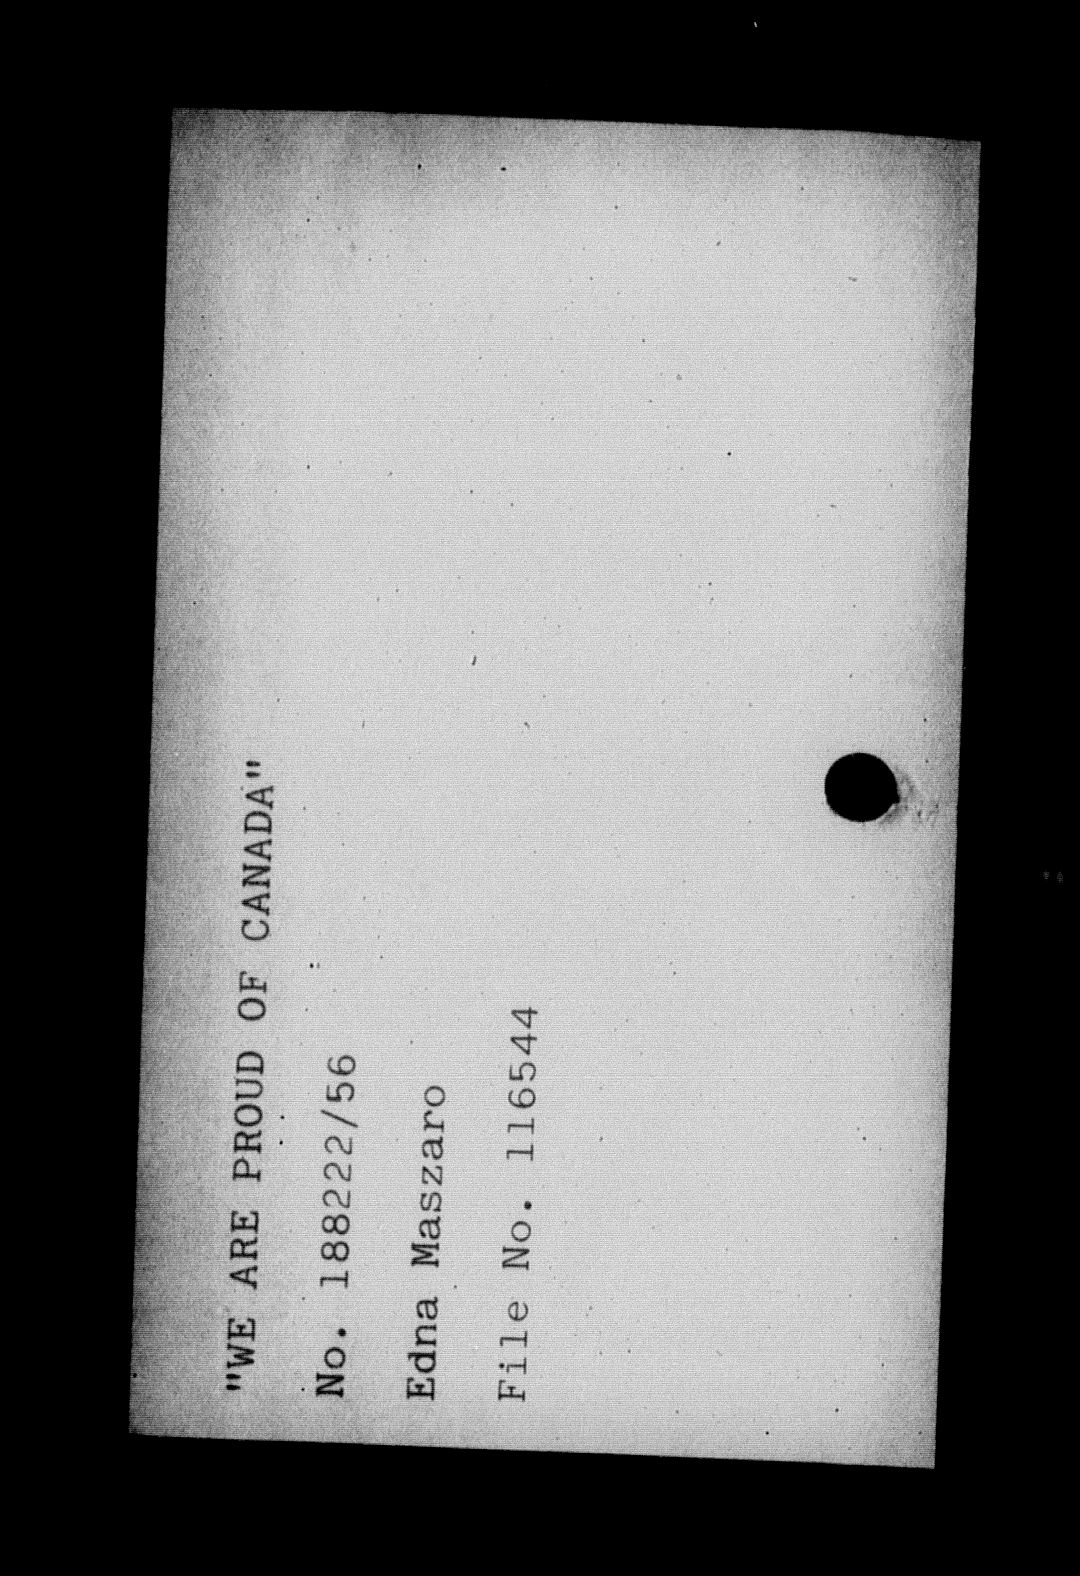 "WE ARE PROUD OF CANADA"
No. 188222/56
Edna Maszaro
File No. 116544